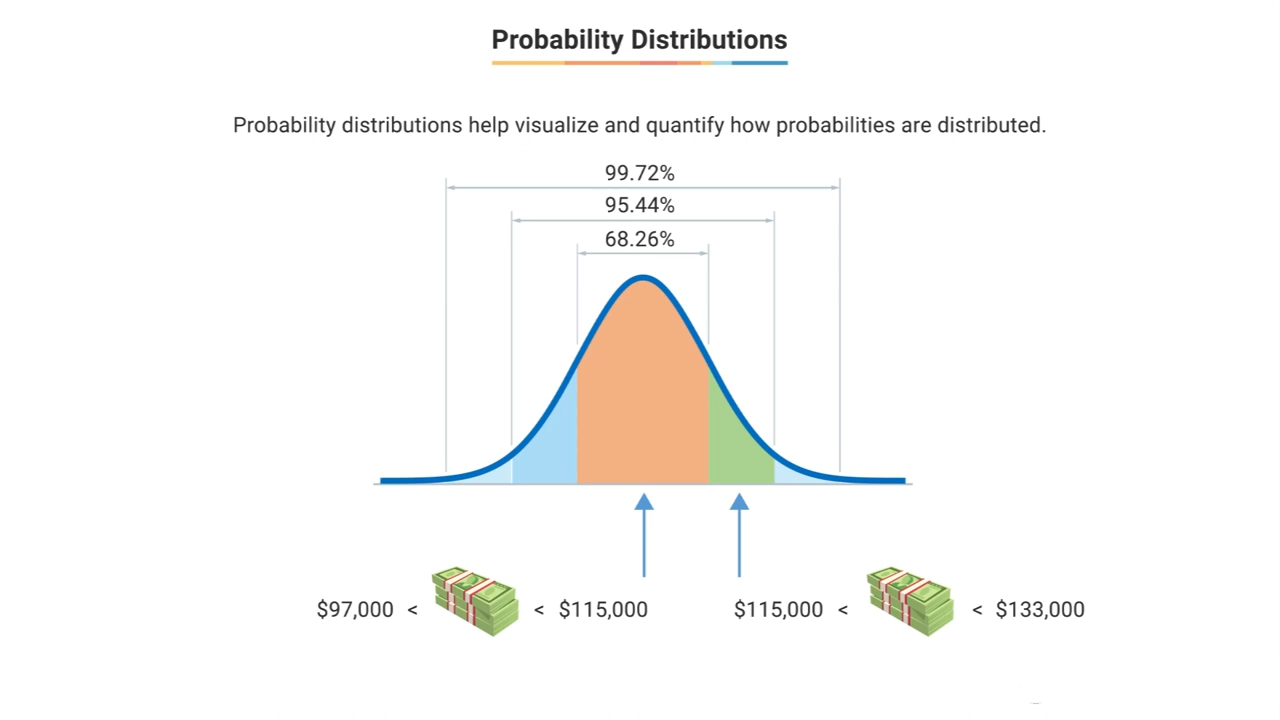 Probability Distributions
Probability distributions help visualize and quantify how probabilities are distributed.
99.72%
95.44%
68.26%
$97,000 < < $115,000 $115,000 < < $133,000